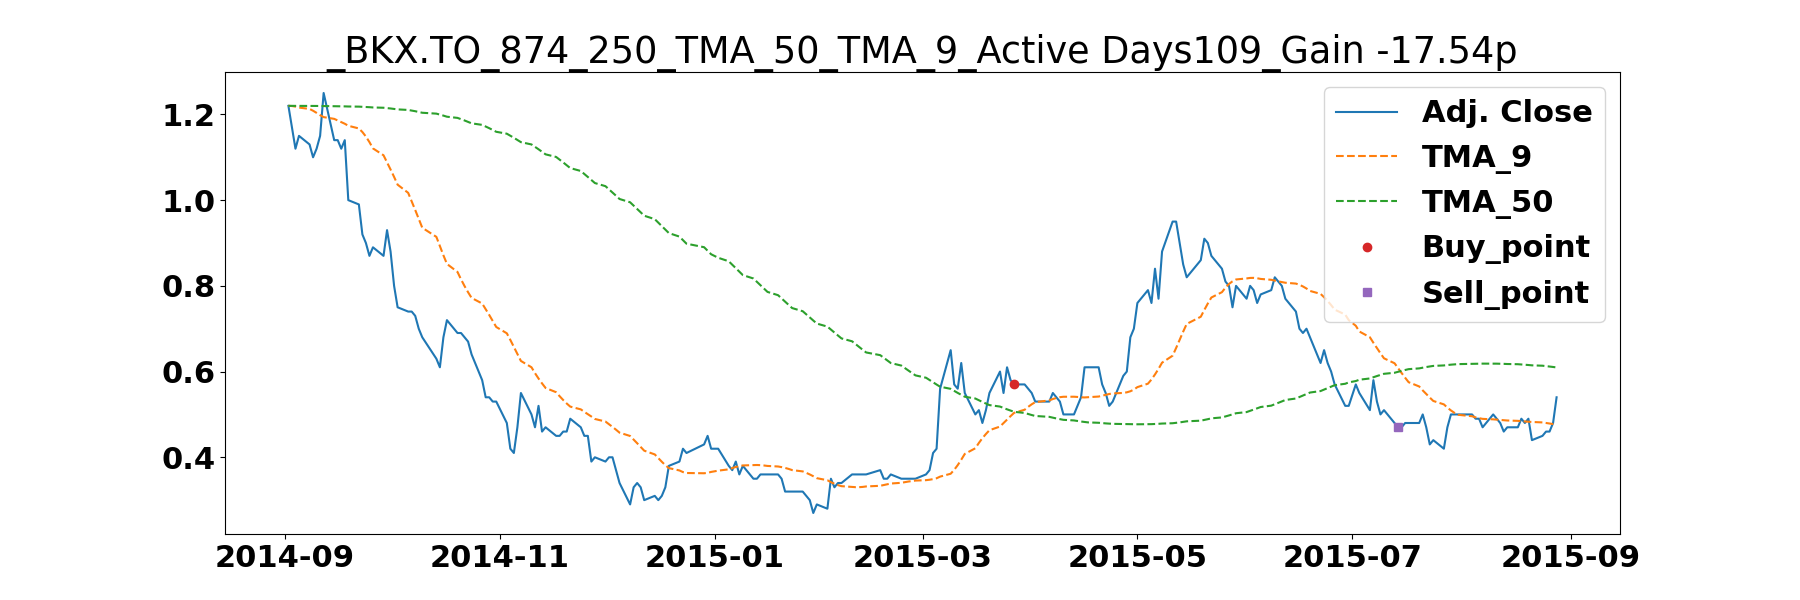 _BKX.TO_874_250_TMA_50_TMA_9_Active Days109_Gain -17.54p
1.2
1.0
0.8
0.6
0.4
Adj. Close
TMA_9
TMA_50
Buy_point
Sell_point
2014-09 2014-11 2015-01 2015-03 2015-05 2015-07 2015-09